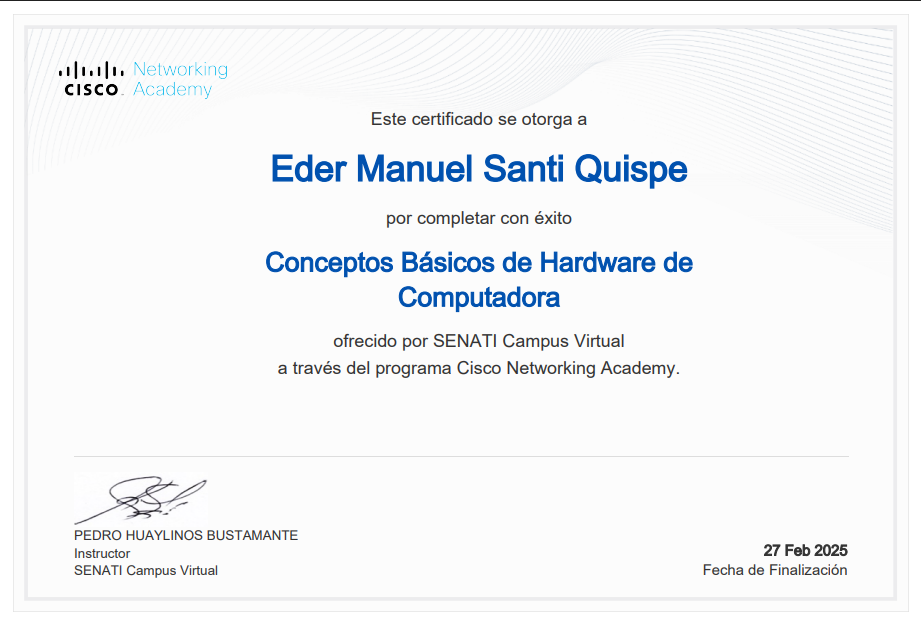 Networking
CISCO. Academy
Este certificado se otorga a
Eder Manuel Santi Quispe
por completar con éxito
Conceptos Básicos de Hardware de
Computadora
ofrecido por SENATI Campus Virtual
a través del programa Cisco Networking Academy.
PEDRO HUAYLINOS BUSTAMANTE
Instructor
SENATI Campus Virtual
27 Feb 2025
Fecha de Finalización